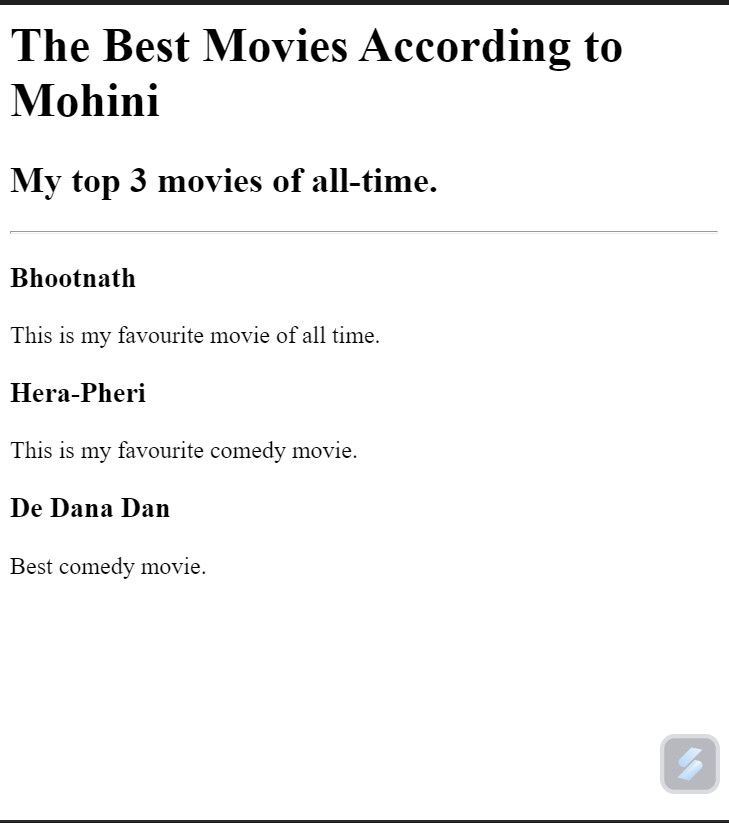 The Best Movies According to
Mohini
My top 3 movies of all-time.
Bhootnath
This is my favourite movie of all time.
Hera-Pheri
This is my favourite comedy movie.
De Dana Dan
Best comedy movie.